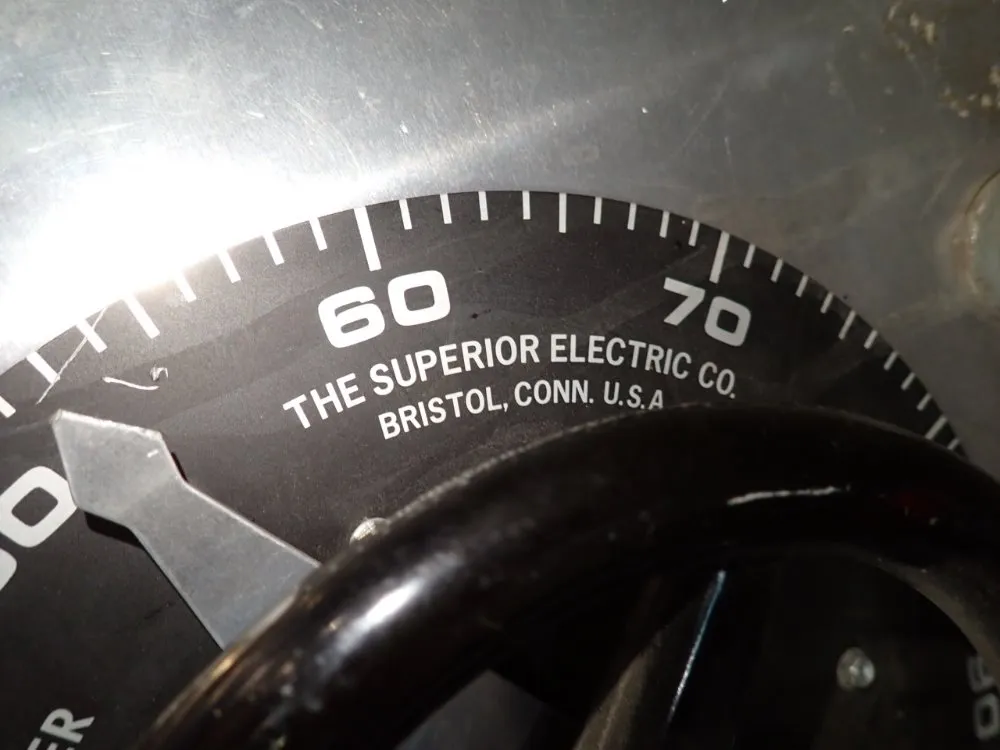 60 70
THE SUPERIOR ELECTRIC CO.
BRISTOL, CONN. U.S.A